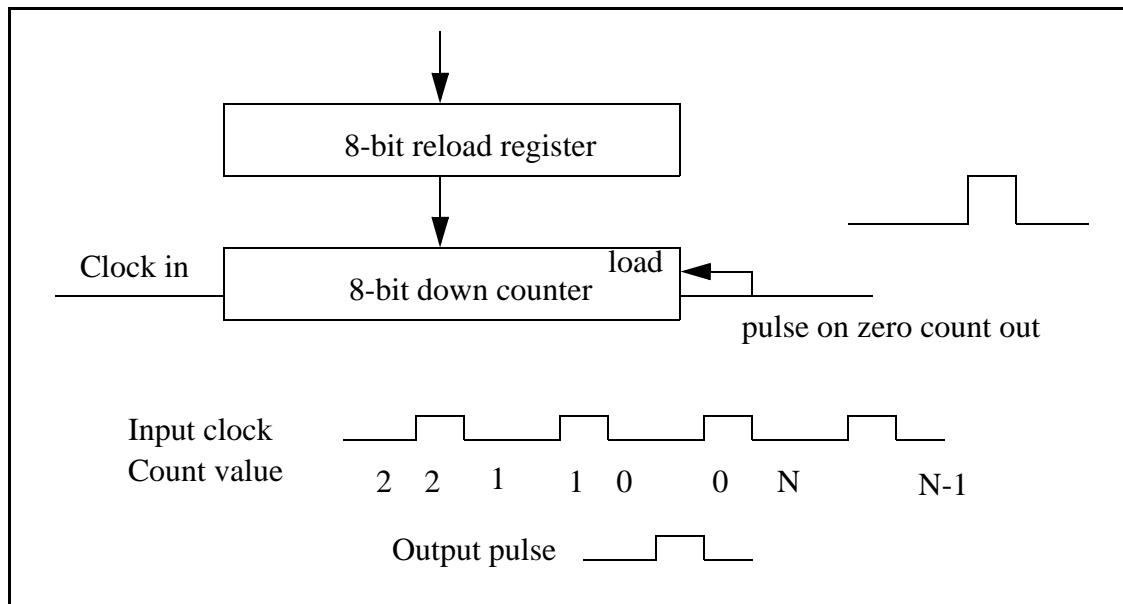 8-bit reload register
Clock in
load
8-bit down counter
pulse on zero count out
Input clock
Count value
2 2 1 1 0 0 N N-1
Output pulse